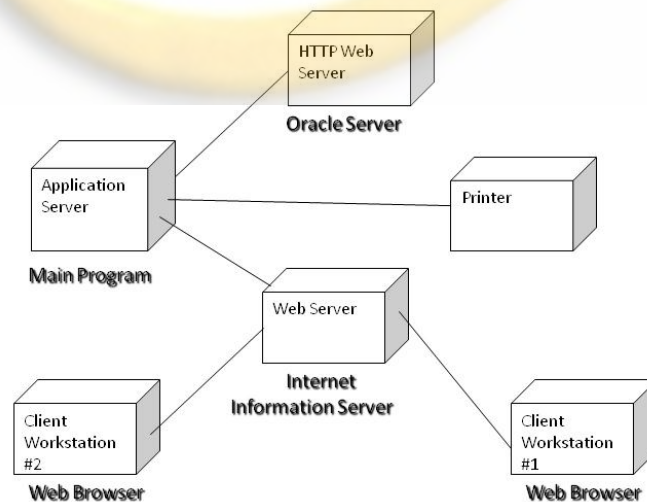 HTTP Web
Server
Oracle Server
Application
Server
Main Program
Printer
Web Server
Internet
Information Server
Client
Workstation
#2
Web Browser
Client
Workstation
#1
Web Browser